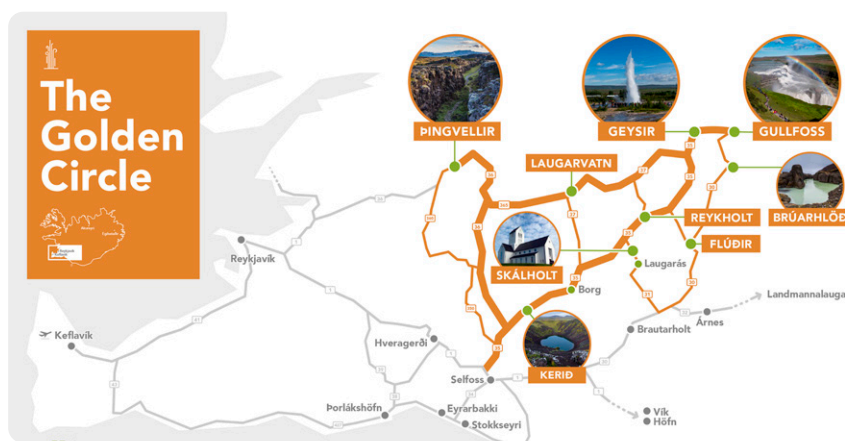 The
Golden
Circle
ÞINGVELLIR
GEYSIR
GULLFOSS
LAUGARVATN
BRÚARHLÖÐ
REYKHOLT
FLÚÐIR
SKÁLHOLT
Laugarás
Reykjavík
Borg
Landmannalauga
Árnes
Keflavík
Brautarholt
Hveragerði
KERIÐ
Selfoss
Þorlákshöfn
Eyrarbakki
Stokkseyri
Vík
Höfn